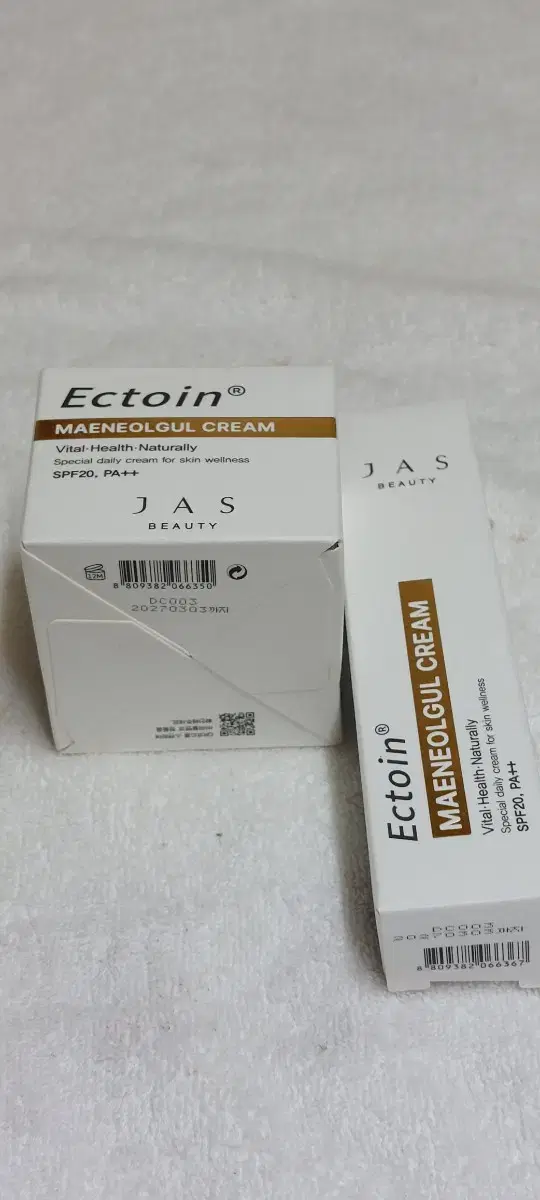 Ectoin®
MAENEOLGUL CREAM
Vital·Health·Naturally
Special daily cream for skin wellness
SPF20, PA++
J A S
BEAUTY
12M
8 809382 066350
DC003
20270303까지
J A S
BEAUTY
Ectoin®
MAENEOLGUL CREAM
Vital·Health·Naturally
Special daily cream for skin wellness
SPF20, PA++
DC003
20270303까지
8 809382 066367